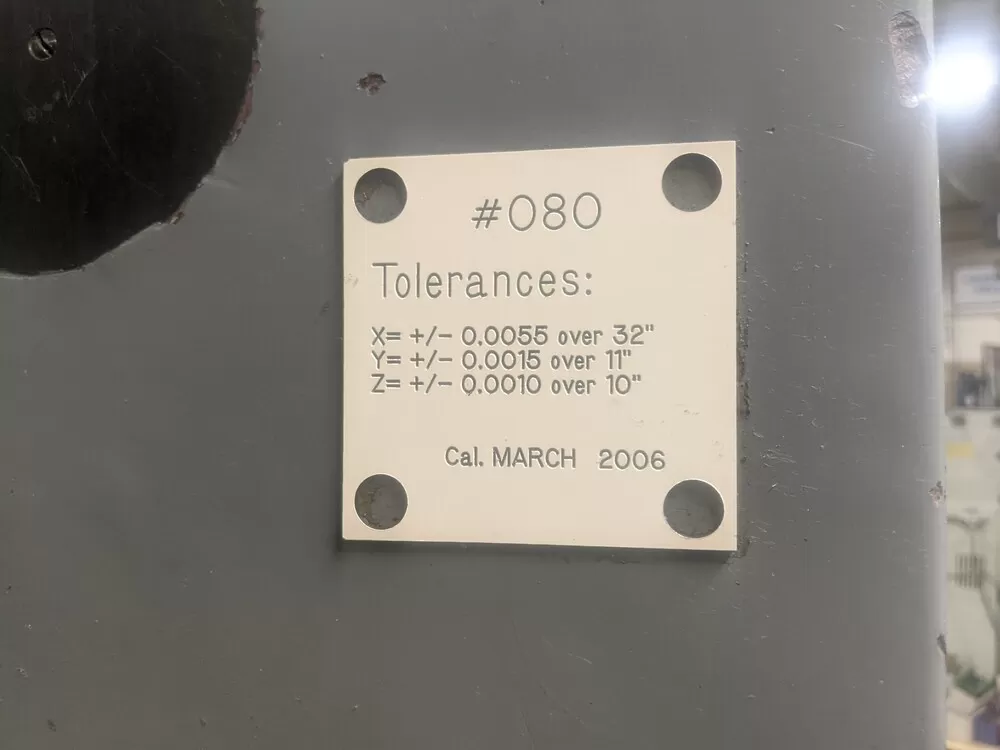 #080
Tolerances:
X= +/- 0.0055 over 32"
Y= +/- 0.0015 over 11"
Z= +/- 0.0010 over 10"
Cal. MARCH 2006